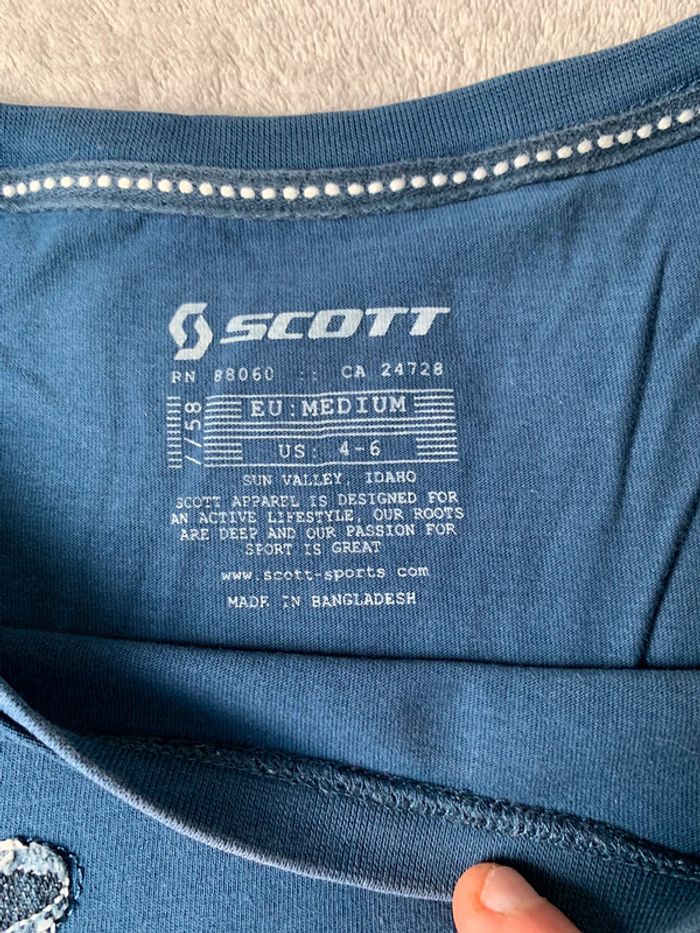 SCOTT
RN 88060 :: CA 24728
//58
EU:MEDIUM
US: 4-6
SUN VALLEY, IDAHO
SCOTT APPAREL IS DESIGNED FOR
AN ACTIVE LIFESTYLE, OUR ROOTS
ARE DEEP AND OUR PASSION FOR
SPORT IS GREAT
www.scott-sports com
MADE IN BANGLADESH